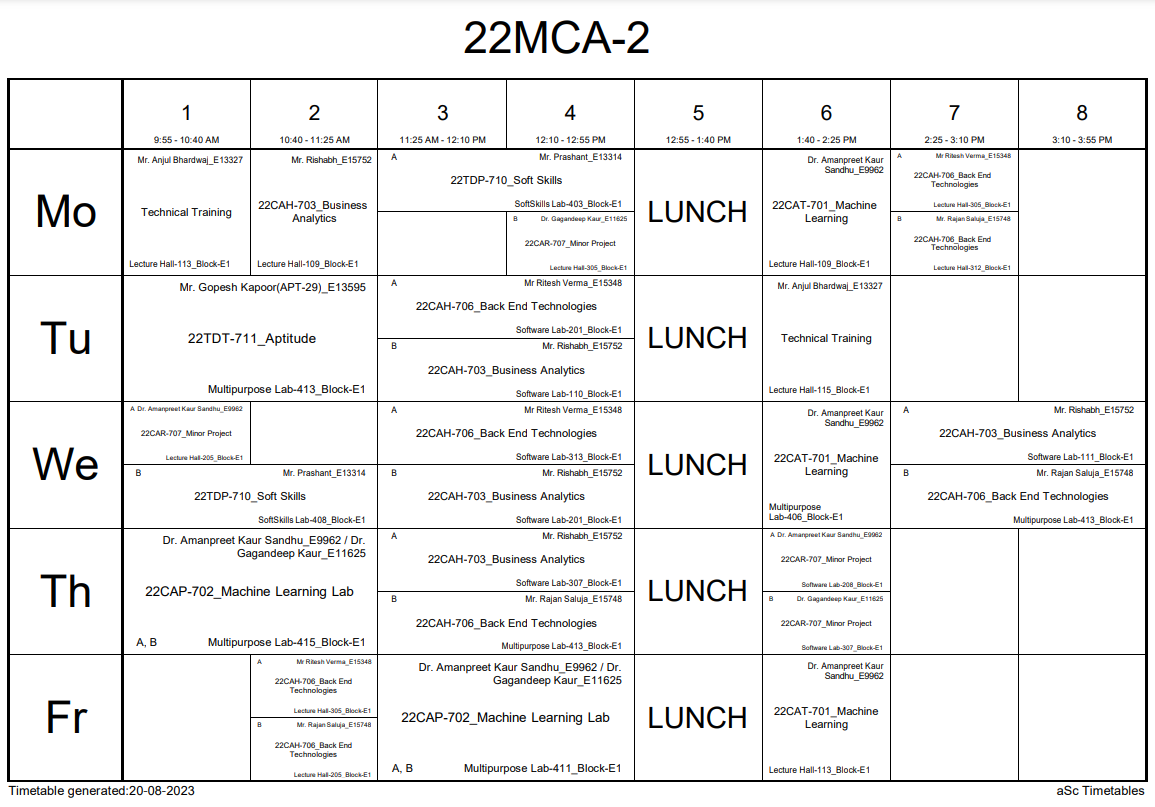 22MCA-2
1
2
3
4
5
6
7
8
9:55 - 10:40 AM
10:40 - 11:25 AM
11:25 AM - 12:10 PM
12:10 - 12:55 PM
12:55 - 1:40 PM
1:40 - 2:25 PM
2:25 - 3:10 PM
3:10 - 3:55 PM
Mo
Mr. Anjul Bhardwaj_E13327
Technical Training
Lecture Hall-113_Block-E1
Mr. Rishabh_E15752
22CAH-703_Business
Analytics
Lecture Hall-109_Block-E1
A Mr. Prashant_E13314
22TDP-710_Soft Skills
SoftSkills Lab-403_Block-E1
B Dr. Gagandeep Kaur_E11625
22CAR-707_Minor Project
Lecture Hall-305_Block-E1
LUNCH
Dr. Amanpreet Kaur
Sandhu_E9962
22CAT-701_Machine
Learning
Lecture Hall-109_Block-E1
A Mr Ritesh Verma_E15348
22CAH-706_Back End
Technologies
Lecture Hall-305_Block-E1
B Mr. Rajan Saluja_E15748
22CAH-706_Back End
Technologies
Lecture Hall-312_Block-E1
Tu
Mr. Gopesh Kapoor(APT-29)_E13595
22TDT-711_Aptitude
Multipurpose Lab-413_Block-E1
A Mr Ritesh Verma_E15348
22CAH-706_Back End Technologies
Software Lab-201_Block-E1
B Mr. Rishabh_E15752
22CAH-703_Business Analytics
Software Lab-110_Block-E1
LUNCH
Mr. Anjul Bhardwaj_E13327
Technical Training
Lecture Hall-115_Block-E1
We
A Dr. Amanpreet Kaur Sandhu_E9962
22CAR-707_Minor Project
Lecture Hall-205_Block-E1
B Mr. Prashant_E13314
22TDP-710_Soft Skills
SoftSkills Lab-408_Block-E1
A Mr Ritesh Verma_E15348
22CAH-706_Back End Technologies
Software Lab-313_Block-E1
B Mr. Rishabh_E15752
22CAH-703_Business Analytics
Software Lab-201_Block-E1
LUNCH
Dr. Amanpreet Kaur
Sandhu_E9962
22CAT-701_Machine
Learning
Multipurpose
Lab-406_Block-E1
A Mr. Rishabh_E15752
22CAH-703_Business Analytics
Software Lab-111_Block-E1
B Mr. Rajan Saluja_E15748
22CAH-706_Back End Technologies
Multipurpose Lab-413_Block-E1
Th
Dr. Amanpreet Kaur Sandhu_E9962 / Dr.
Gagandeep Kaur_E11625
22CAP-702_Machine Learning Lab
A, B Multipurpose Lab-415_Block-E1
A Mr. Rishabh_E15752
22CAH-703_Business Analytics
Software Lab-307_Block-E1
B Mr. Rajan Saluja_E15748
22CAH-706_Back End Technologies
Multipurpose Lab-413_Block-E1
LUNCH
A Dr. Amanpreet Kaur Sandhu_E9962
22CAR-707_Minor Project
Software Lab-208_Block-E1
B Dr. Gagandeep Kaur_E11625
22CAR-707_Minor Project
Software Lab-307_Block-E1
Fr
A Mr Ritesh Verma_E15348
22CAH-706_Back End
Technologies
Lecture Hall-305_Block-E1
B Mr. Rajan Saluja_E15748
22CAH-706_Back End
Technologies
Lecture Hall-205_Block-E1
Dr. Amanpreet Kaur Sandhu_E9962 / Dr.
Gagandeep Kaur_E11625
22CAP-702_Machine Learning Lab
A, B Multipurpose Lab-411_Block-E1
LUNCH
Dr. Amanpreet Kaur
Sandhu_E9962
22CAT-701_Machine
Learning
Lecture Hall-113_Block-E1
Timetable generated:20-08-2023
aSc Timetables